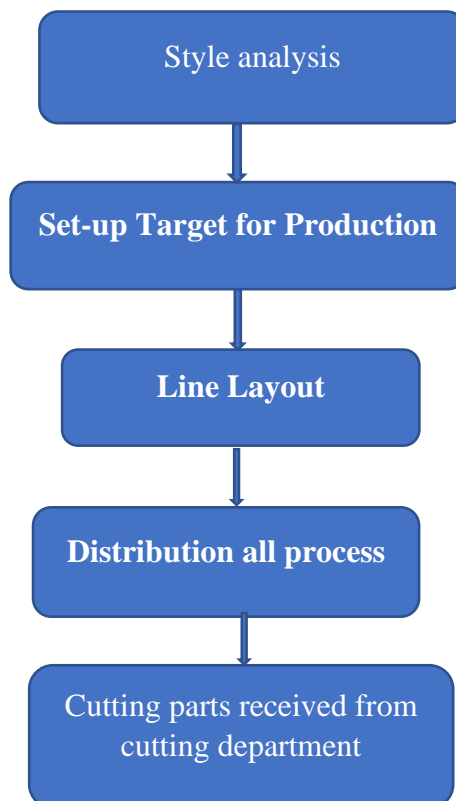 Style analysis
Set-up Target for Production
Line Layout
Distribution all process
Cutting parts received from
cutting department